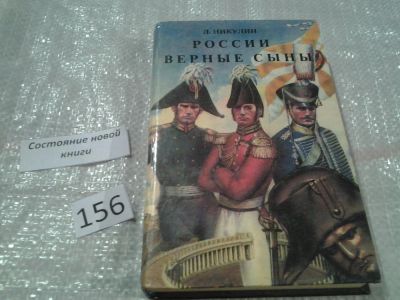 Л. НИКУЛИН
РОССИИ
ВЕРНЫЕ СЫНЫ
Состояние новой
книги
156